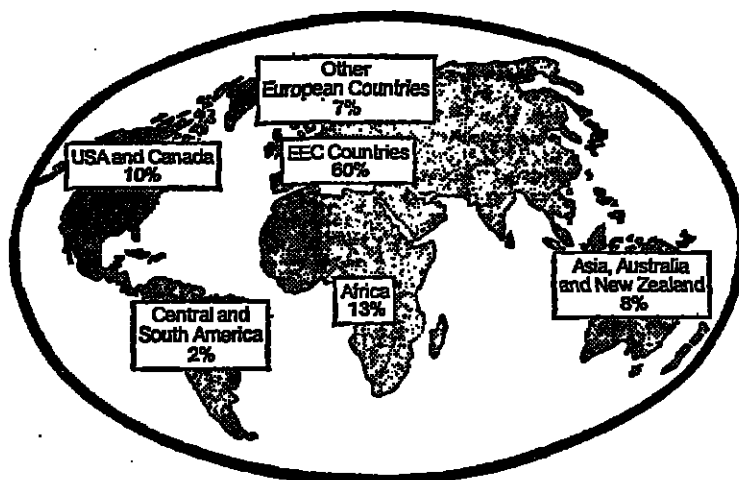 Other
European Countries
7%
USA and Canada
10%
EEC Countries
60%
Africa
13%
Asia, Australia
and New Zealand
8%
Central and
South America
2%